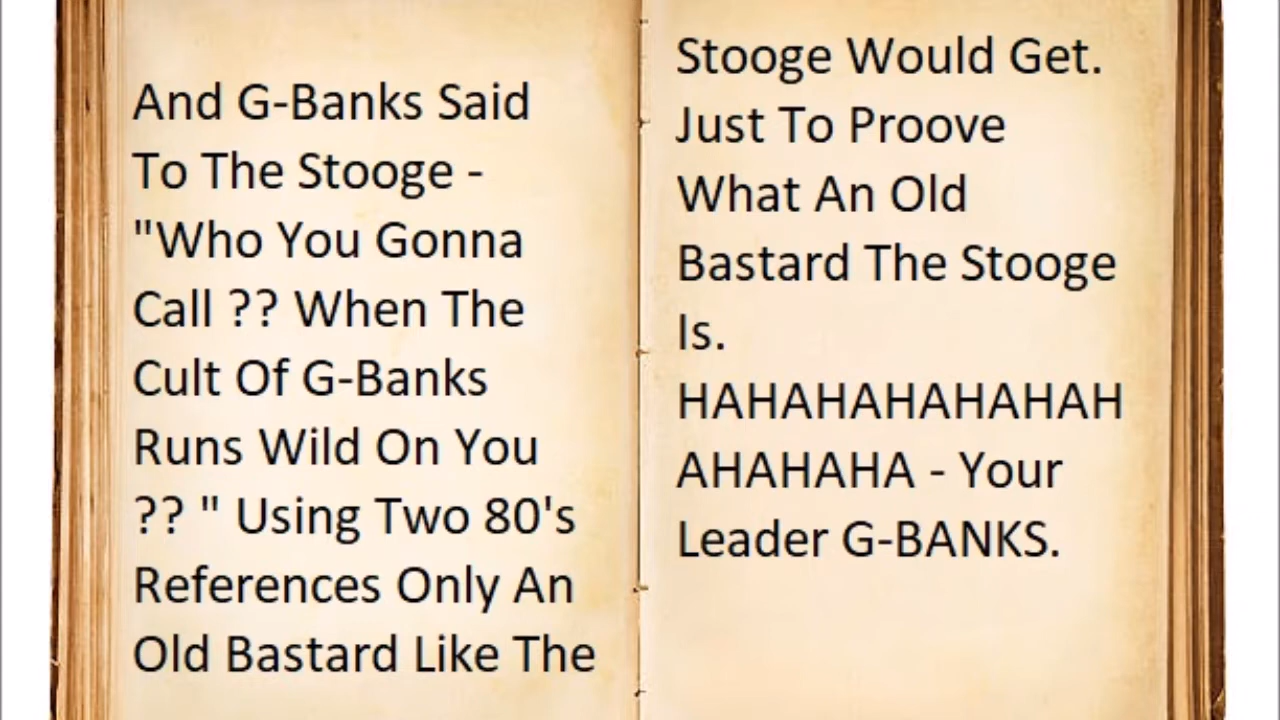 And G-Banks Said
To The Stooge -
"Who You Gonna
Call ?? When The
Cult Of G-Banks
Runs Wild On You
?? " Using Two 80's
References Only An
Old Bastard Like The
Stooge Would Get.
Just To Proove
What An Old
Bastard The Stooge
Is.
HAHAHAHAHAHAH
AHAHAHA - Your
Leader G-BANKS.